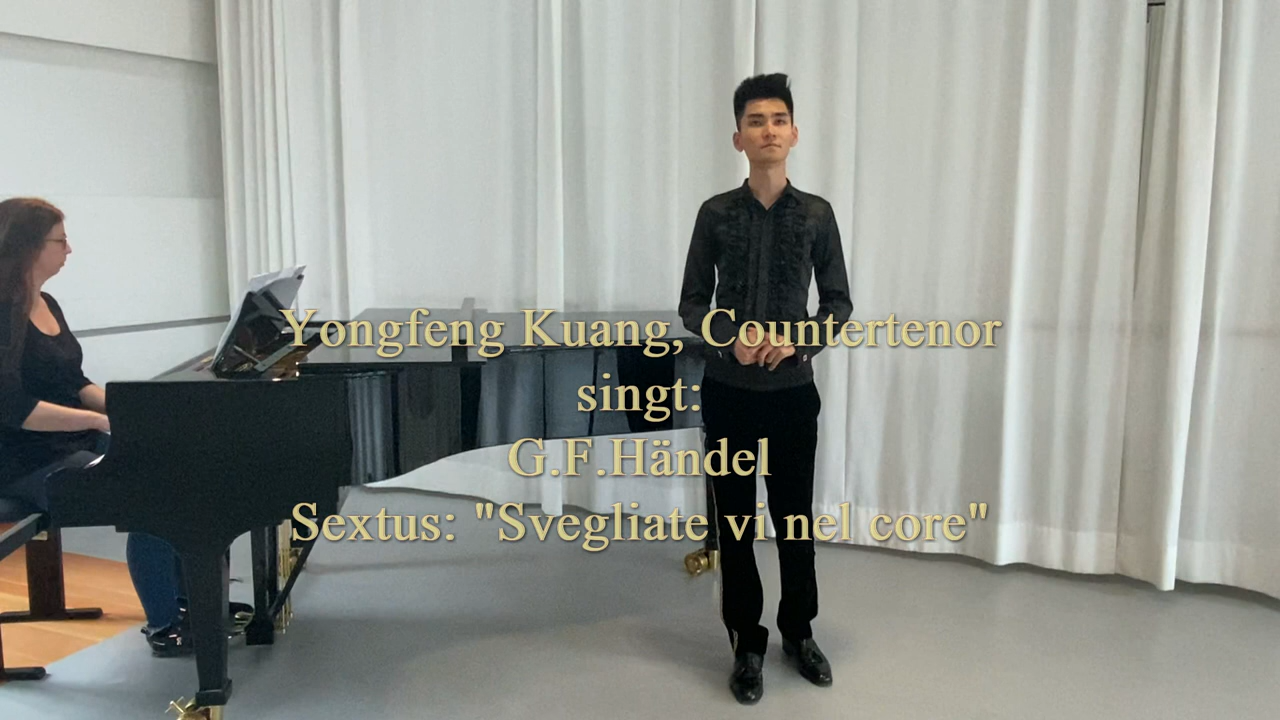 Yongfeng Kuang, Countertenor
singt:
G.F.Händel
Sextus: "Svegliate vi nel core"